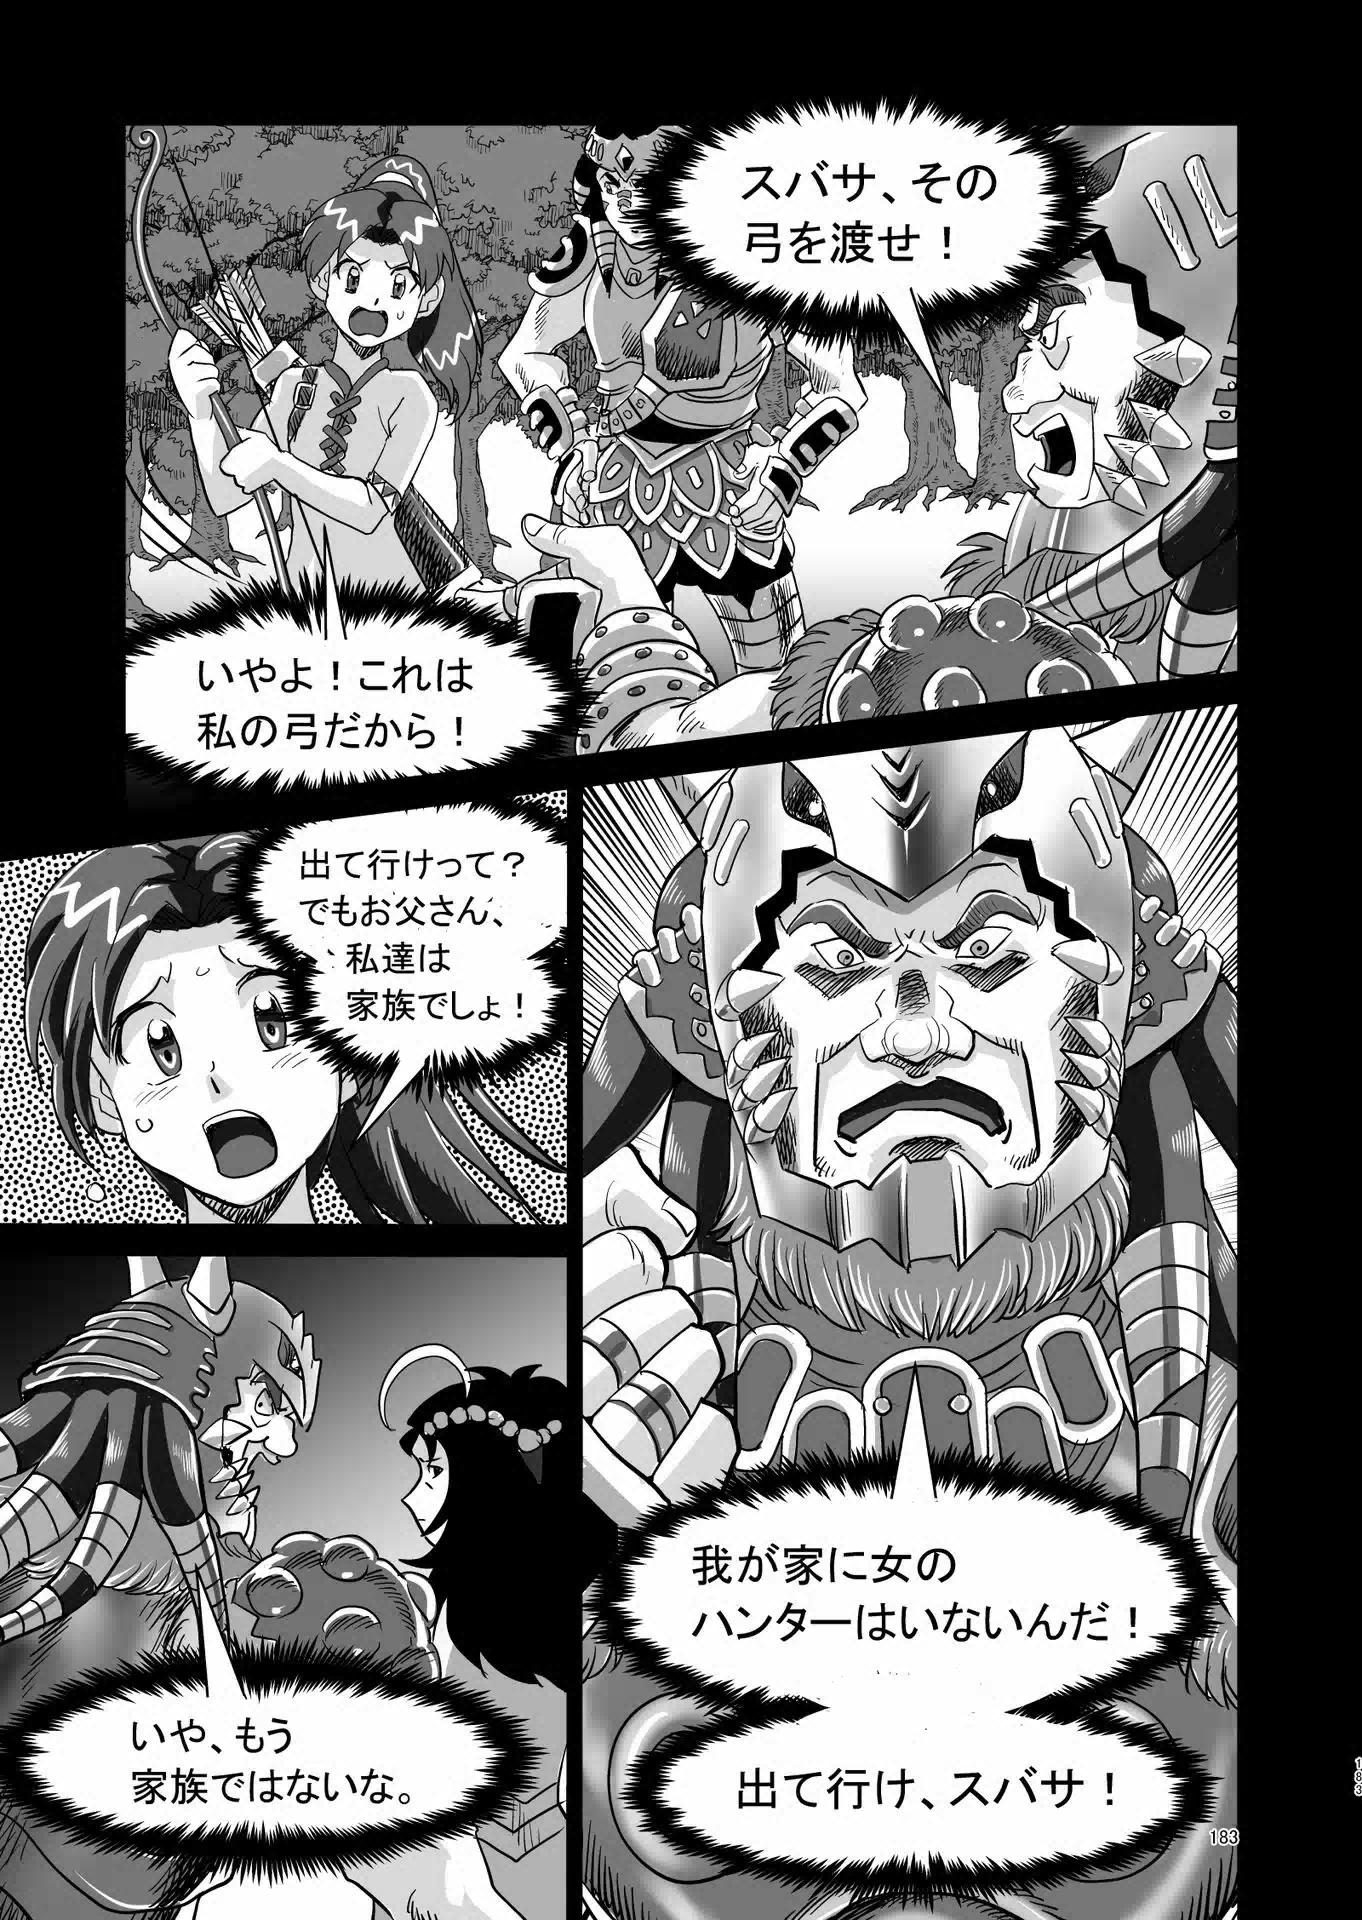 スバサ、その
弓を渡せ！
いやよ！これは
私の弓だから！
我が家に女の
ハンターはいないんだ！
出て行け、スバサ！
出て行けって？
でもお父さん、
私達は
家族でしょ！
いや、もう
家族ではないな。
183
183